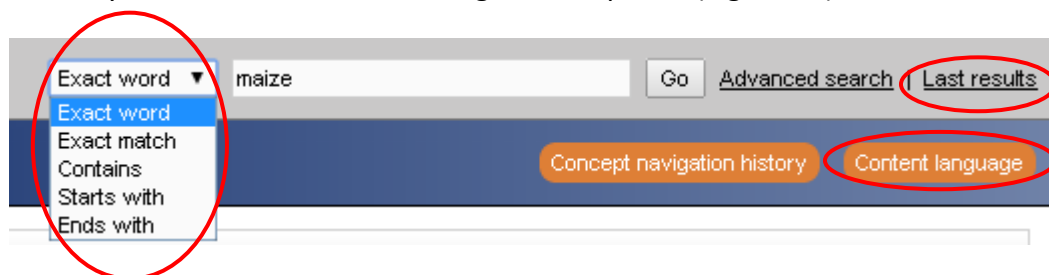 Exact word ▼ maize Go Advanced search | Last results
Exact word
Exact match
Contains
Starts with
Ends with
Concept navigation history Content language